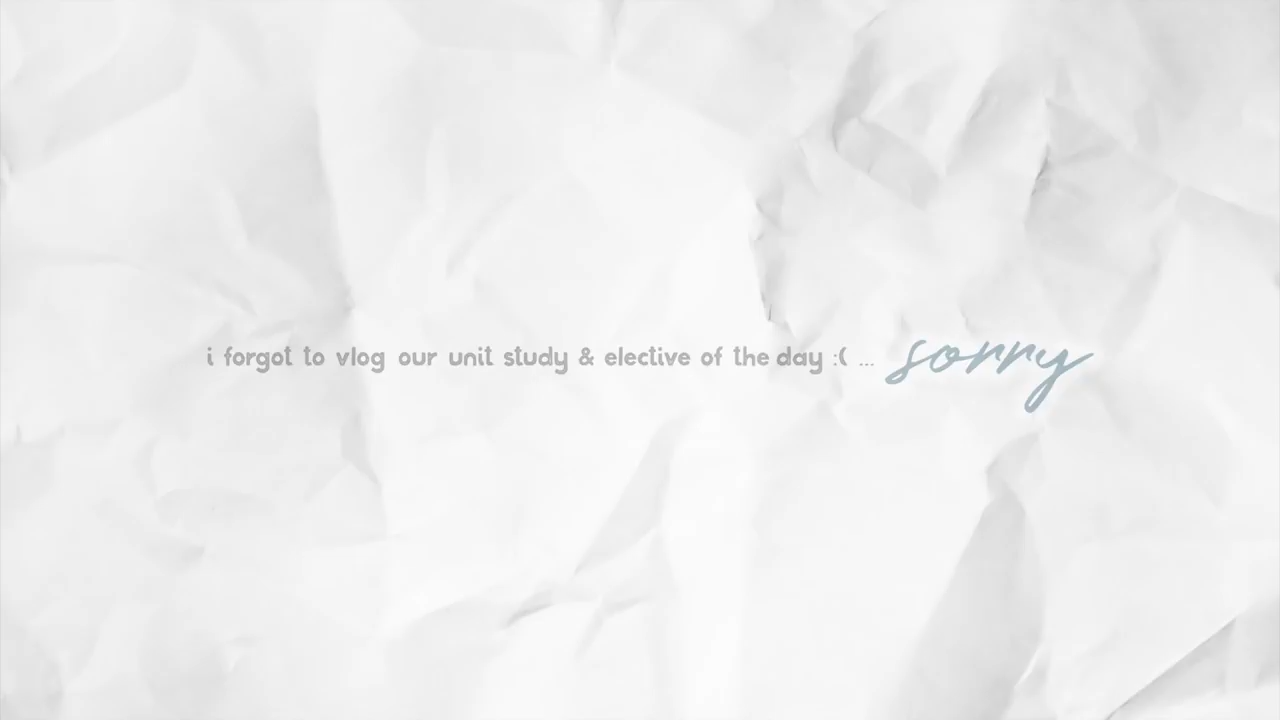 i forgot to vlog our unit study & elective of the day :( ... sorry